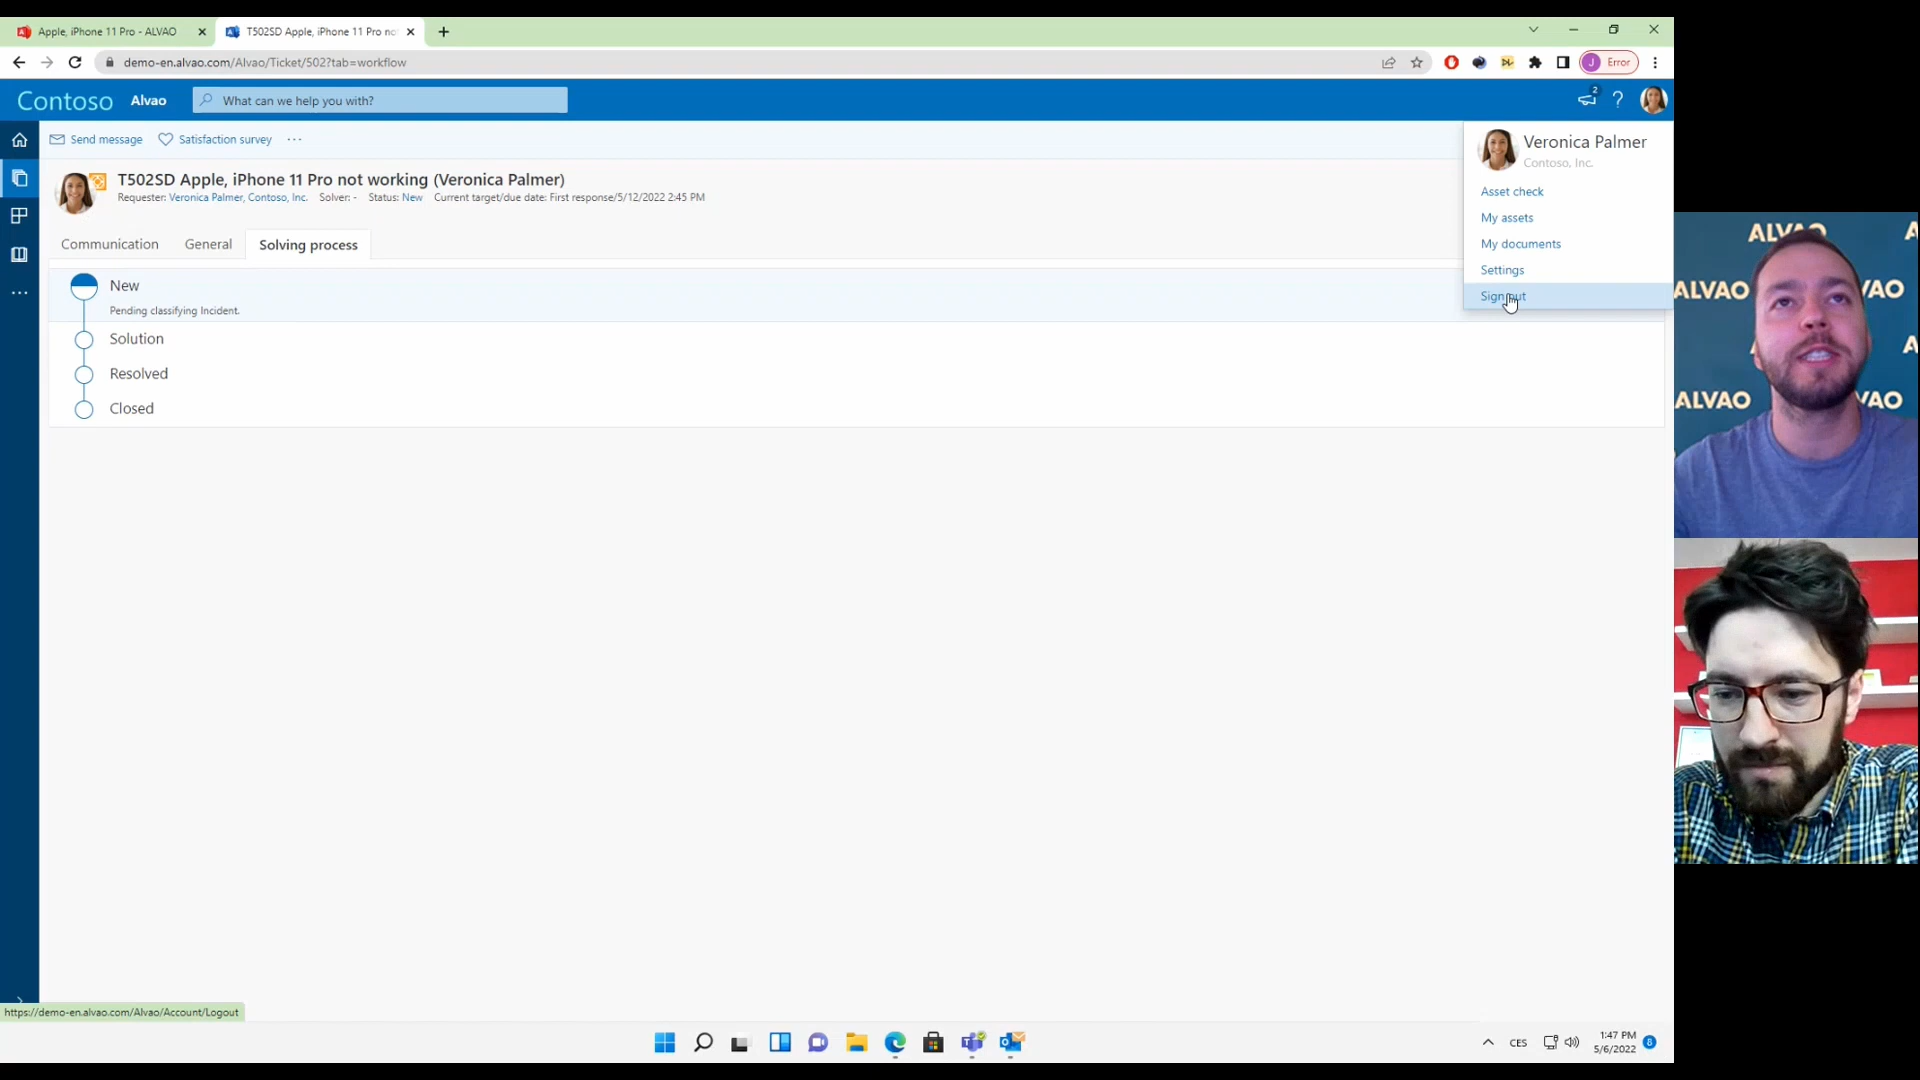 Apple, iPhone 11 Pro - ALVAO
T502SD Apple, iPhone 11 Pro no
demo-en.alvao.com/Alvao/Ticket/502?tab=workflow
J Error
Contoso Alvao What can we help you with?
2
Send message Satisfaction survey ...
Veronica Palmer
Contoso, Inc.
T502SD Apple, iPhone 11 Pro not working (Veronica Palmer)
Requester: Veronica Palmer, Contoso, Inc. Solver: - Status: New Current target/due date: First response/5/12/2022 2:45 PM
Asset check
My assets
My documents
Settings
Sign out
Communication General Solving process
New
Pending classifying Incident.
Solution
Resolved
Closed
ALVAO
A
ALVAO
VAO
A
ALVAO
VAO
https://demo-en.alvao.com/Alvao/Account/Logout
CES
1:47 PM
5/6/2022
8